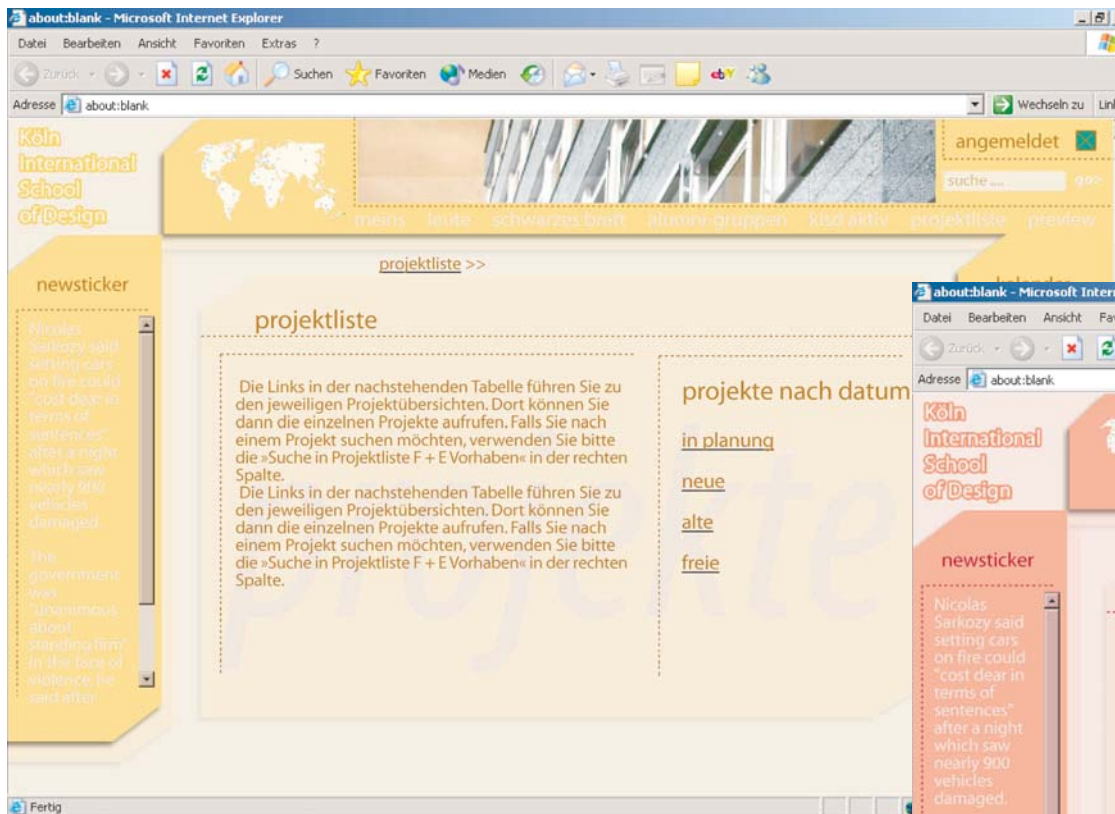 about:blank - Microsoft Internet Explorer
Datei Bearbeiten Ansicht Favoriten Extras ?
Zurück Suchen Favoriten Medien
Adresse about:blank Wechseln zu
Köln
International
School
of Design
angemeldet
suche ....
go>
meins leute schwarzes brett alumni-gruppen kisd aktiv projektliste preview
newsticker
Nicolas
Sarkozy said
setting cars
on fire could
"cost dear in
terms of
sentences"
after a night
which saw
nearly 900
vehicles
damaged.
The
government
was
"unanimous
about
standing firm"
in the face of
violence, he
said after
projektliste >>
kalender
projektliste
Die Links in der nachstehenden Tabelle führen Sie zu
den jeweiligen Projektübersichten. Dort können Sie
dann die einzelnen Projekte aufrufen. Falls Sie nach
einem Projekt suchen möchten, verwenden Sie bitte
die »Suche in Projektliste F + E Vorhaben« in der rechten
Spalte.
Die Links in der nachstehenden Tabelle führen Sie zu
den jeweiligen Projektübersichten. Dort können Sie
dann die einzelnen Projekte aufrufen. Falls Sie nach
einem Projekt suchen möchten, verwenden Sie bitte
die »Suche in Projektliste F + E Vorhaben« in der rechten
Spalte.
projekte nach datum
in planung
neue
alte
freie
projekte
Fertig
about:blank - Microsoft Intern
Datei Bearbeiten Ansicht Fav
Zurück
Adresse about:blank
Köln
International
School
of Design
newsticker
Nicolas
Sarkozy said
setting cars
on fire could
"cost dear in
terms of
sentences"
after a night
which saw
nearly 900
vehicles
damaged.